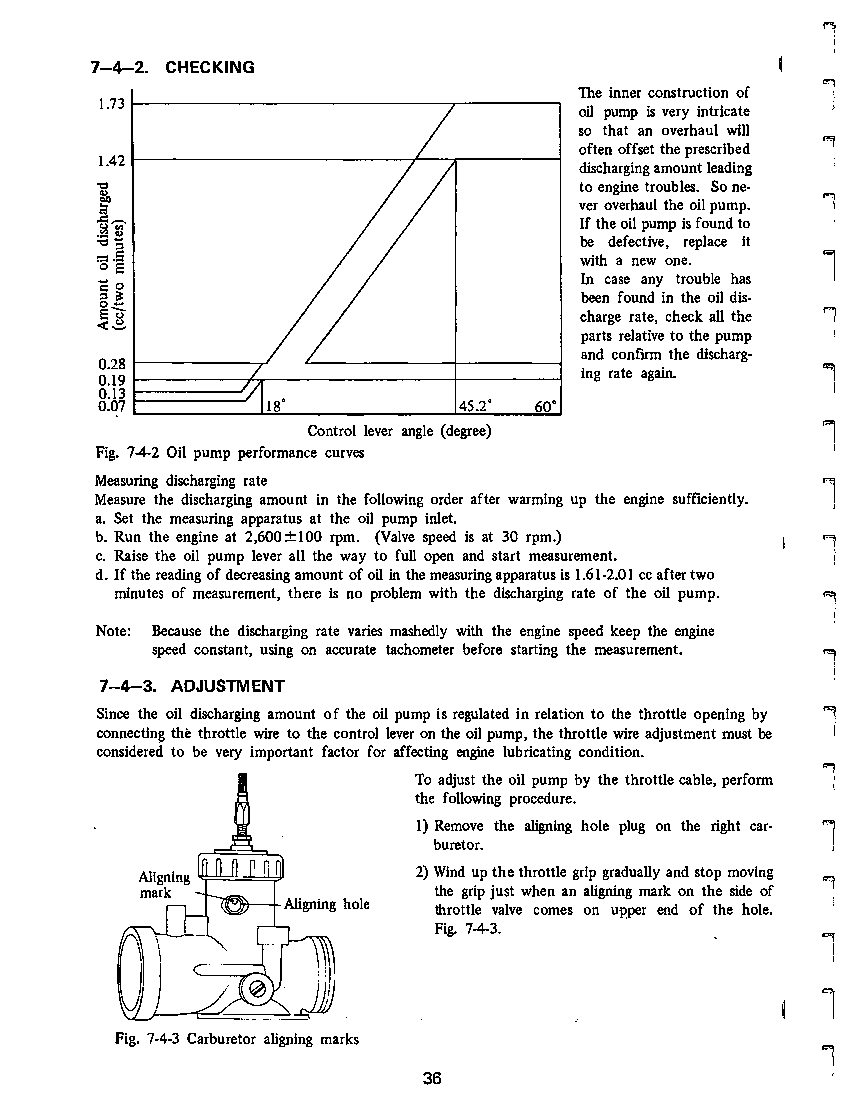 7–4–2. CHECKING
1.73
1.42
0.28
0.19
0.13
0.07
Amount oil discharged
(cc/two minutes)
18°
45.2°
60°
Control lever angle (degree)
Fig. 7-4-2 Oil pump performance curves
The inner construction of
oil pump is very intricate
so that an overhaul will
often offset the prescribed
discharging amount leading
to engine troubles. So ne-
ver overhaul the oil pump.
If the oil pump is found to
be defective, replace it
with a new one.
In case any trouble has
been found in the oil dis-
charge rate, check all the
parts relative to the pump
and confirm the discharg-
ing rate again.
Measuring discharging rate
Measure the discharging amount in the following order after warming up the engine sufficiently.
a. Set the measuring apparatus at the oil pump inlet.
b. Run the engine at 2,600±100 rpm. (Valve speed is at 30 rpm.)
c. Raise the oil pump lever all the way to full open and start measurement.
d. If the reading of decreasing amount of oil in the measuring apparatus is 1.61-2.01 cc after two
minutes of measurement, there is no problem with the discharging rate of the oil pump.
Note: Because the discharging rate varies mashedly with the engine speed keep the engine
speed constant, using on accurate tachometer before starting the measurement.
7–4–3. ADJUSTMENT
Since the oil discharging amount of the oil pump is regulated in relation to the throttle opening by
connecting the throttle wire to the control lever on the oil pump, the throttle wire adjustment must be
considered to be very important factor for affecting engine lubricating condition.
Aligning
mark
Aligning hole
Fig. 7-4-3 Carburetor aligning marks
To adjust the oil pump by the throttle cable, perform
the following procedure.
1) Remove the aligning hole plug on the right car-
buretor.
2) Wind up the throttle grip gradually and stop moving
the grip just when an aligning mark on the side of
throttle valve comes on upper end of the hole.
Fig. 7-4-3.
36